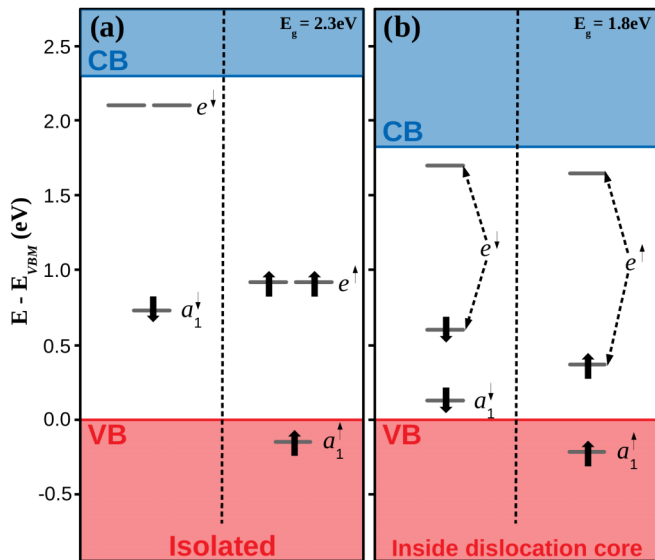 (a)
E_g = 2.3eV
(b)
E_g = 1.8eV
CB
CB
2.5
2.0
1.5
1.0
0.5
0.0
-0.5
E - E_VBM (eV)
e↓
a₁↓
e↑
a₁↑
e↓
e↑
a₁↓
a₁↑
VB
VB
Isolated
Inside dislocation core